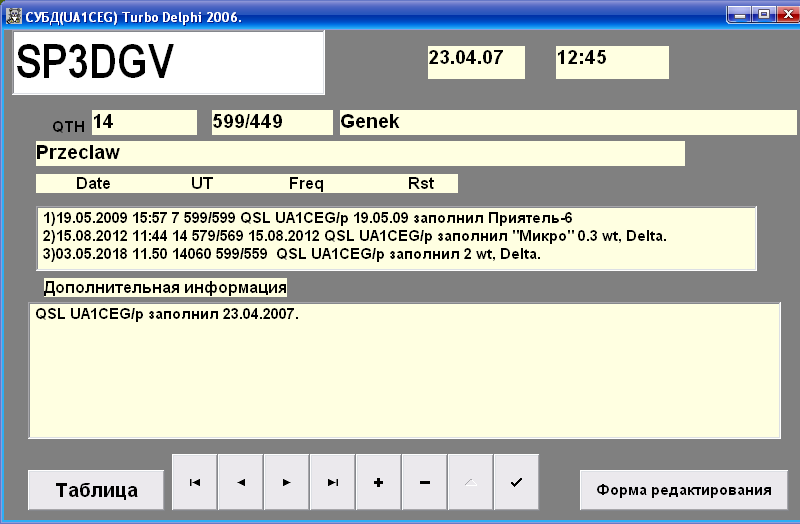 СУБД(UA1CEG) Turbo Delphi 2006.
SP3DGV 23.04.07 12:45
QTH 14 599/449 Genek
Przeclaw
Date UT Freq Rst
1)19.05.2009 15:57 7 599/599 QSL UA1CEG/p 19.05.09 заполнил Приятель-6
2)15.08.2012 11:44 14 579/569 15.08.2012 QSL UA1CEG/p заполнил "Микро" 0.3 wt, Delta.
3)03.05.2018 11.50 14060 599/559  QSL UA1CEG/p заполнил 2 wt, Delta.
Дополнительная информация
QSL UA1CEG/p заполнил 23.04.2007.
Таблица Форма редактирования